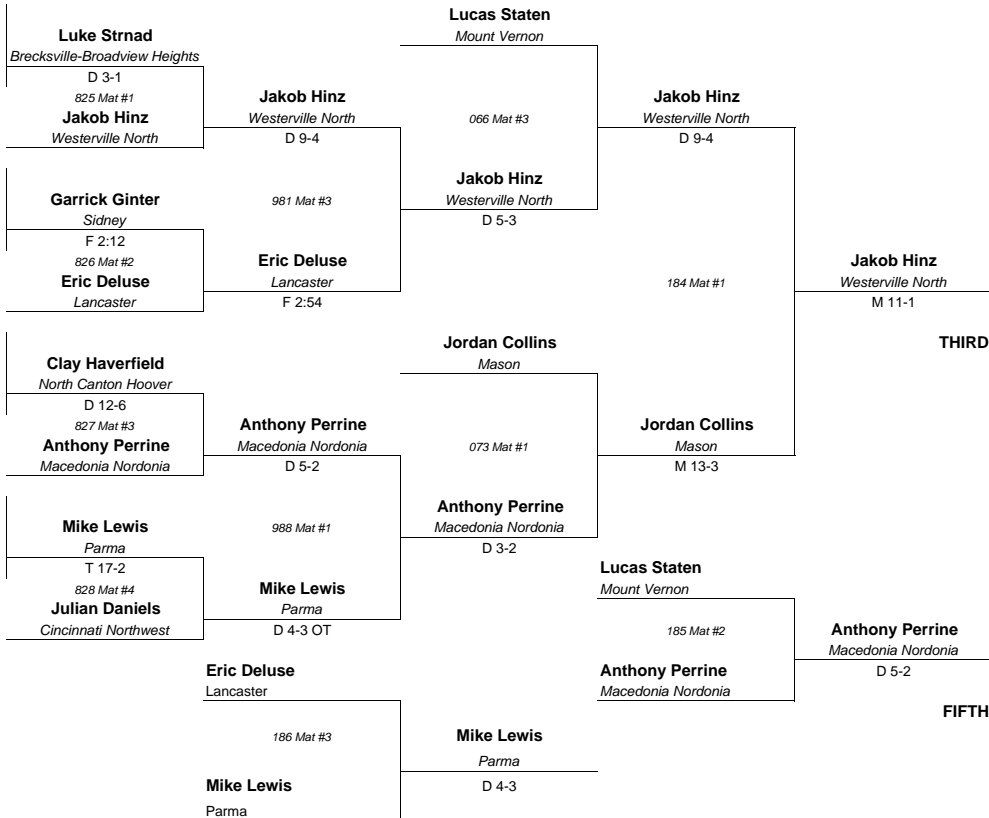 Lucas Staten
Mount Vernon
Luke Strnad
Brecksville-Broadview Heights
D 3-1
825 Mat #1
Jakob Hinz
Westerville North
Jakob Hinz
Westerville North
D 9-4
066 Mat #3
Jakob Hinz
Westerville North
D 9-4
Garrick Ginter
Sidney
F 2:12
826 Mat #2
Eric Deluse
Lancaster
981 Mat #3
Jakob Hinz
Westerville North
D 5-3
Eric Deluse
Lancaster
F 2:54
184 Mat #1
Jakob Hinz
Westerville North
M 11-1
THIRD
Jordan Collins
Mason
Clay Haverfield
North Canton Hoover
D 12-6
827 Mat #3
Anthony Perrine
Macedonia Nordonia
Anthony Perrine
Macedonia Nordonia
D 5-2
073 Mat #1
Jordan Collins
Mason
M 13-3
Mike Lewis
Parma
T 17-2
828 Mat #4
Julian Daniels
Cincinnati Northwest
988 Mat #1
Anthony Perrine
Macedonia Nordonia
D 3-2
Mike Lewis
Parma
D 4-3 OT
Lucas Staten
Mount Vernon
185 Mat #2
Anthony Perrine
Macedonia Nordonia
Anthony Perrine
Macedonia Nordonia
D 5-2
FIFTH
Eric Deluse
Lancaster
186 Mat #3
Mike Lewis
Parma
Mike Lewis
Parma
D 4-3